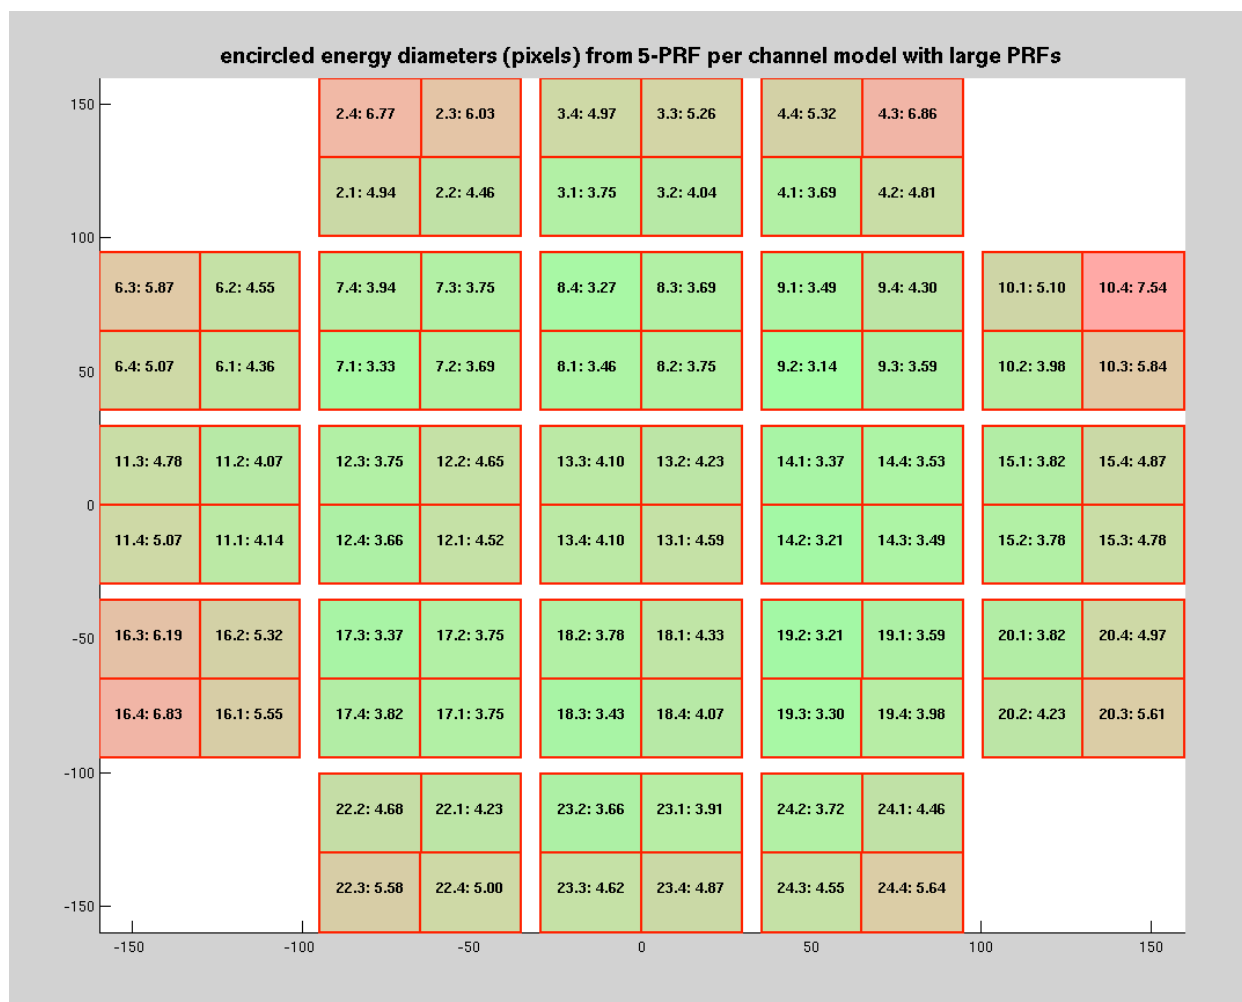 encircled energy diameters (pixels) from 5-PRF per channel model with large PRFs
150
2.4: 6.77 2.3: 6.03 3.4: 4.97 3.3: 5.26 4.4: 5.32 4.3: 6.86
2.1: 4.94 2.2: 4.46 3.1: 3.75 3.2: 4.04 4.1: 3.69 4.2: 4.81
100
6.3: 5.87 6.2: 4.55 7.4: 3.94 7.3: 3.75 8.4: 3.27 8.3: 3.69 9.1: 3.49 9.4: 4.30 10.1: 5.10 10.4: 7.54
50 6.4: 5.07 6.1: 4.36 7.1: 3.33 7.2: 3.69 8.1: 3.46 8.2: 3.75 9.2: 3.14 9.3: 3.59 10.2: 3.98 10.3: 5.84
11.3: 4.78 11.2: 4.07 12.3: 3.75 12.2: 4.65 13.3: 4.10 13.2: 4.23 14.1: 3.37 14.4: 3.53 15.1: 3.82 15.4: 4.87
0
11.4: 5.07 11.1: 4.14 12.4: 3.66 12.1: 4.52 13.4: 4.10 13.1: 4.59 14.2: 3.21 14.3: 3.49 15.2: 3.78 15.3: 4.78
-50 16.3: 6.19 16.2: 5.32 17.3: 3.37 17.2: 3.75 18.2: 3.78 18.1: 4.33 19.2: 3.21 19.1: 3.59 20.1: 3.82 20.4: 4.97
16.4: 6.83 16.1: 5.55 17.4: 3.82 17.1: 3.75 18.3: 3.43 18.4: 4.07 19.3: 3.30 19.4: 3.98 20.2: 4.23 20.3: 5.61
-100
22.2: 4.68 22.1: 4.23 23.2: 3.66 23.1: 3.91 24.2: 3.72 24.1: 4.46
22.3: 5.58 22.4: 5.00 23.3: 4.62 23.4: 4.87 24.3: 4.55 24.4: 5.64
-150
-150 -100 -50 0 50 100 150